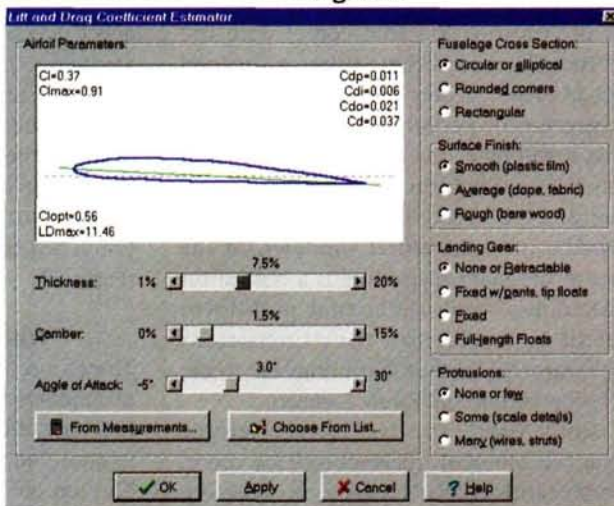 Lift and Drag Coefficient Estimator
Airfoil Parameters:
Cl=0.37
Clmax=0.91
Cdp=0.011
Cdi=0.006
Cdo=0.021
Cd=0.037
Clopt=0.56
LDmax=11.46
7.5%
Thickness: 1% 20%
1.5%
Camber: 0% 15%
3.0°
Angle of Attack: -5° 30°
From Measurements...
Choose From List...
Fuselage Cross Section:
Circular or elliptical
Rounded corners
Rectangular
Surface Finish:
Smooth (plastic film)
Average (dope, fabric)
Rough (bare wood)
Landing Gear:
None or Retractable
Fixed w/pants, tip floats
Fixed
Full-length Floats
Protrusions:
None or few
Some (scale details)
Many (wires, struts)
OK
Apply
Cancel
? Help